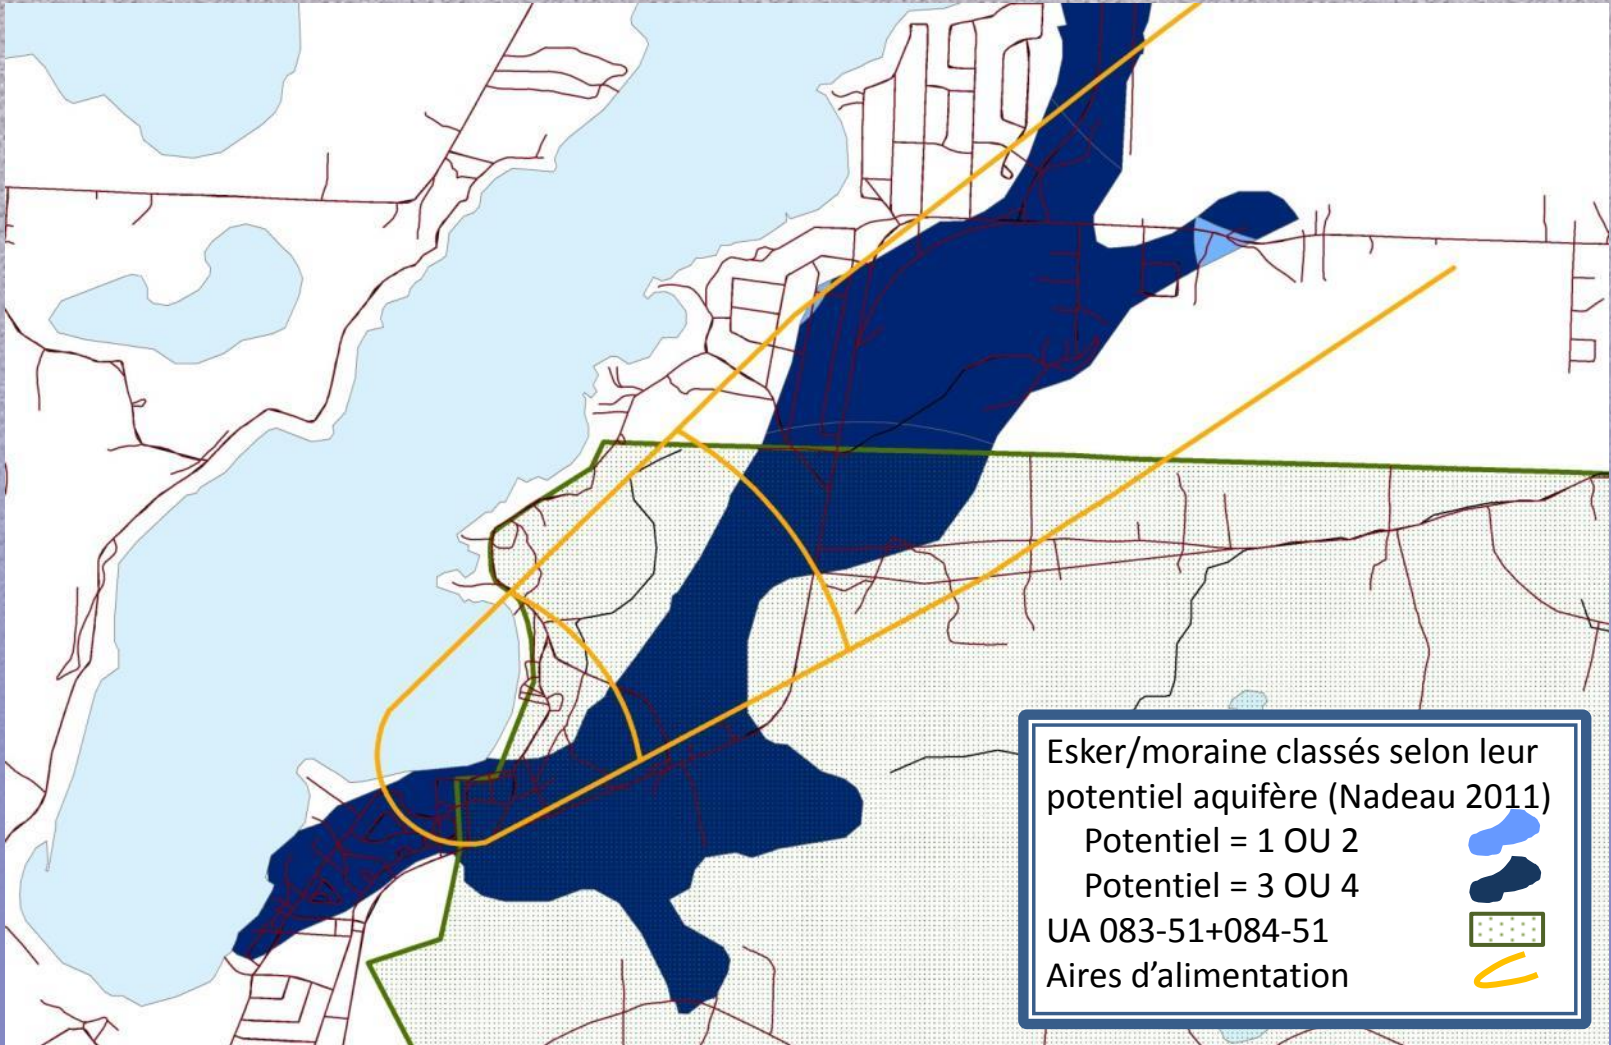 Esker/moraine classés selon leur
potentiel aquifère (Nadeau 2011)
Potentiel = 1 OU 2
Potentiel = 3 OU 4
UA 083-51+084-51
Aires d’alimentation